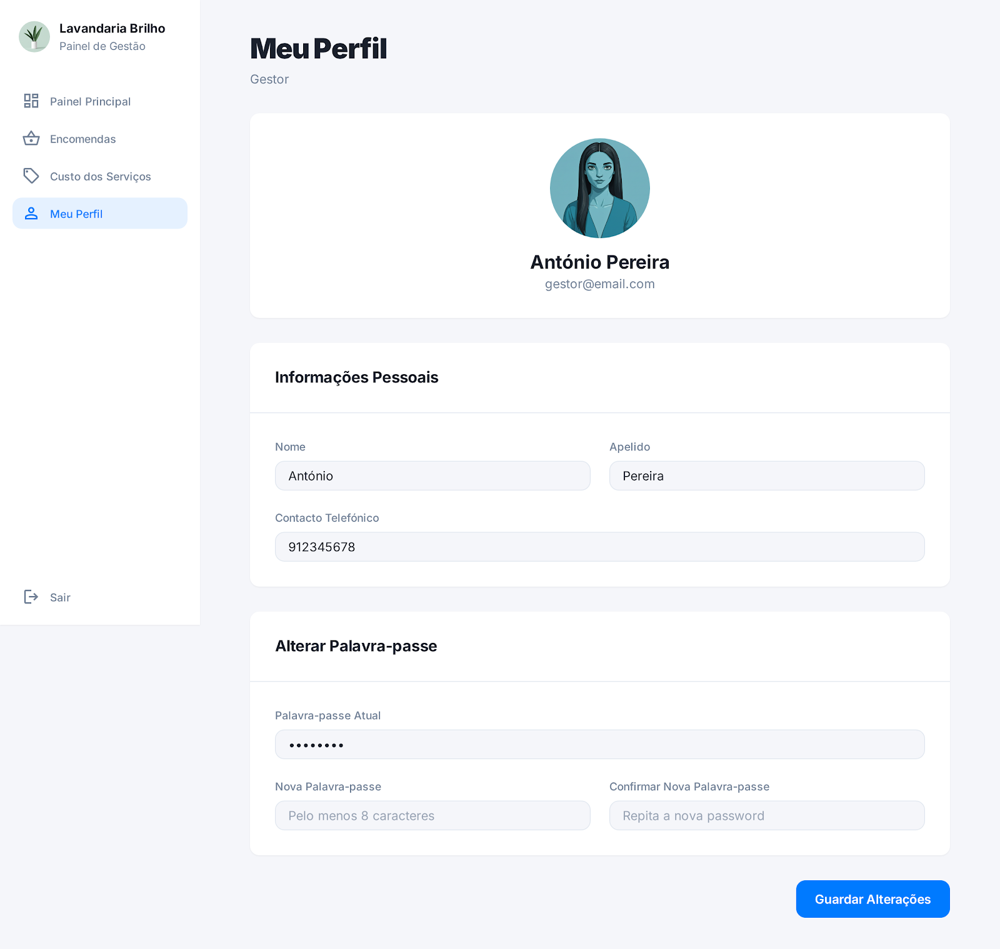 Lavandaria Brilho
Painel de Gestão
Painel Principal
Encomendas
Custo dos Serviços
Meu Perfil
Sair
Meu Perfil
Gestor
António Pereira
gestor@email.com
Informações Pessoais
Nome
Apelido
António
Pereira
Contacto Telefónico
912345678
Alterar Palavra-passe
Palavra-passe Atual
••••••••
Nova Palavra-passe
Confirmar Nova Palavra-passe
Pelo menos 8 caracteres
Repita a nova password
Guardar Alterações